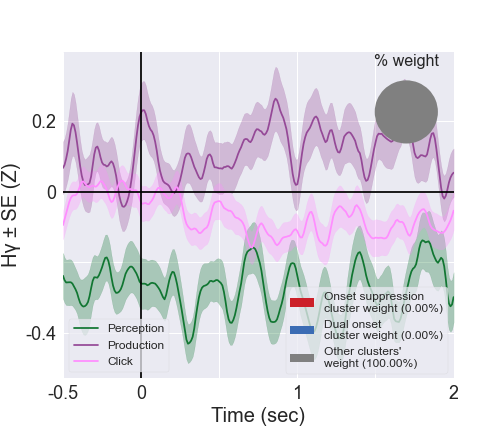 % weight
Hγ ± SE (Z)
0.2
0
-0.4
Perception
Production
Click
Onset suppression
cluster weight (0.00%)
Dual onset
cluster weight (0.00%)
Other clusters'
weight (100.00%)
-0.5
0
1
2
Time (sec)